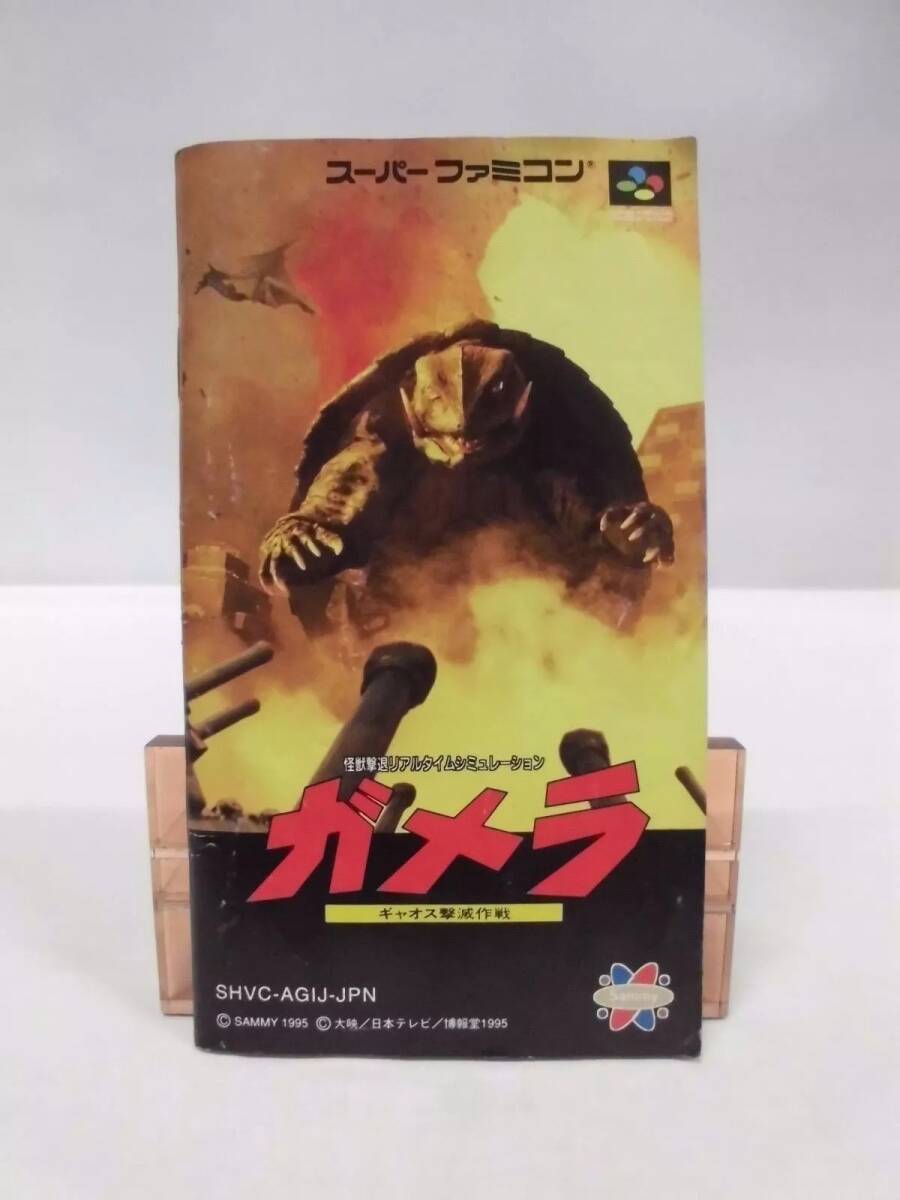 スーパーファミコン®
怪獣撃退リアルタイムシミュレーション
ガメラ
ギャオス撃滅作戦
SHVC-AGIJ-JPN
Sammy
© SAMMY 1995 © 大映/日本テレビ/博報堂1995